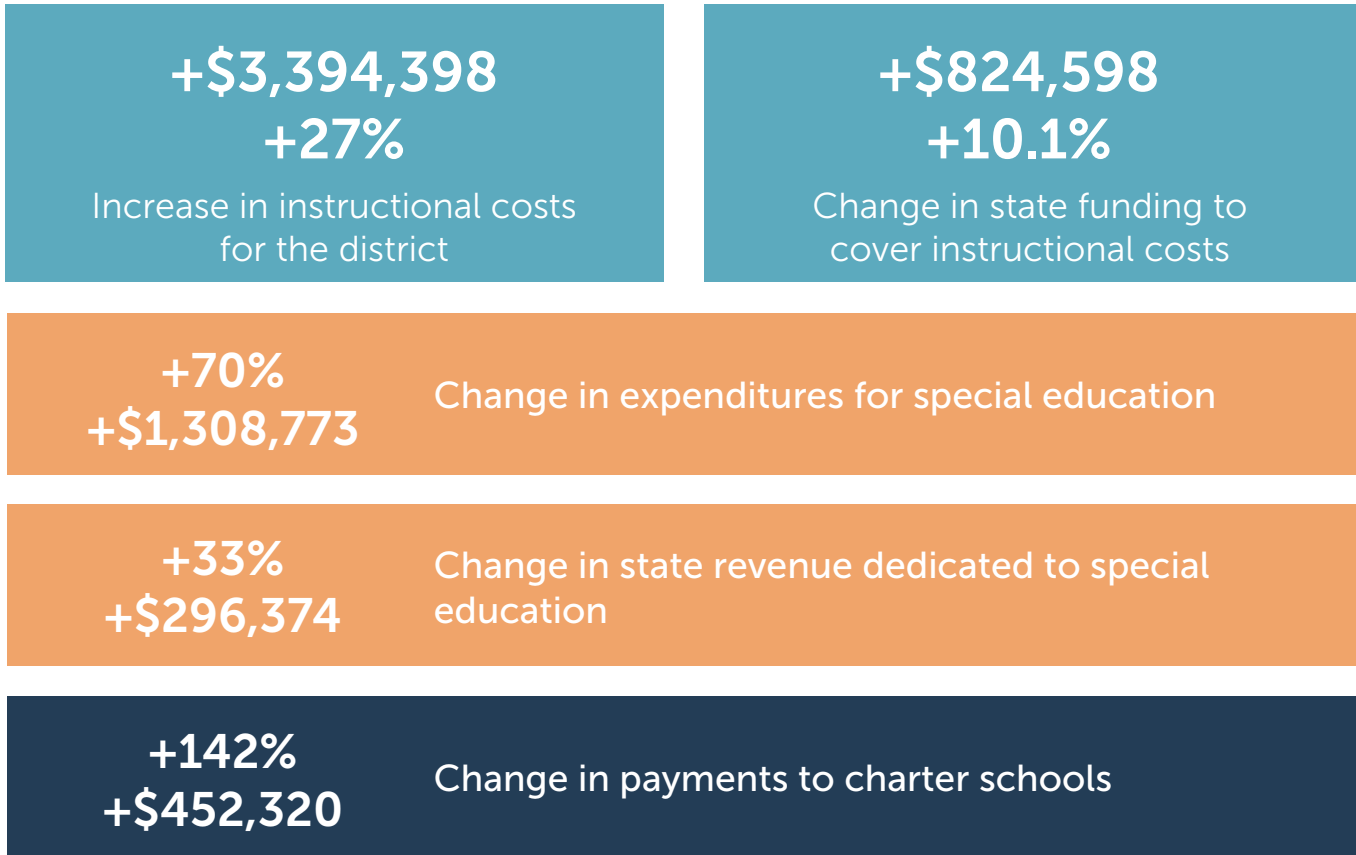 +$3,394,398
+27%
Increase in instructional costs
for the district
+$824,598
+10.1%
Change in state funding to
cover instructional costs
+70%
+$1,308,773
Change in expenditures for special education
+33%
+$296,374
Change in state revenue dedicated to special
education
+142%
+$452,320
Change in payments to charter schools